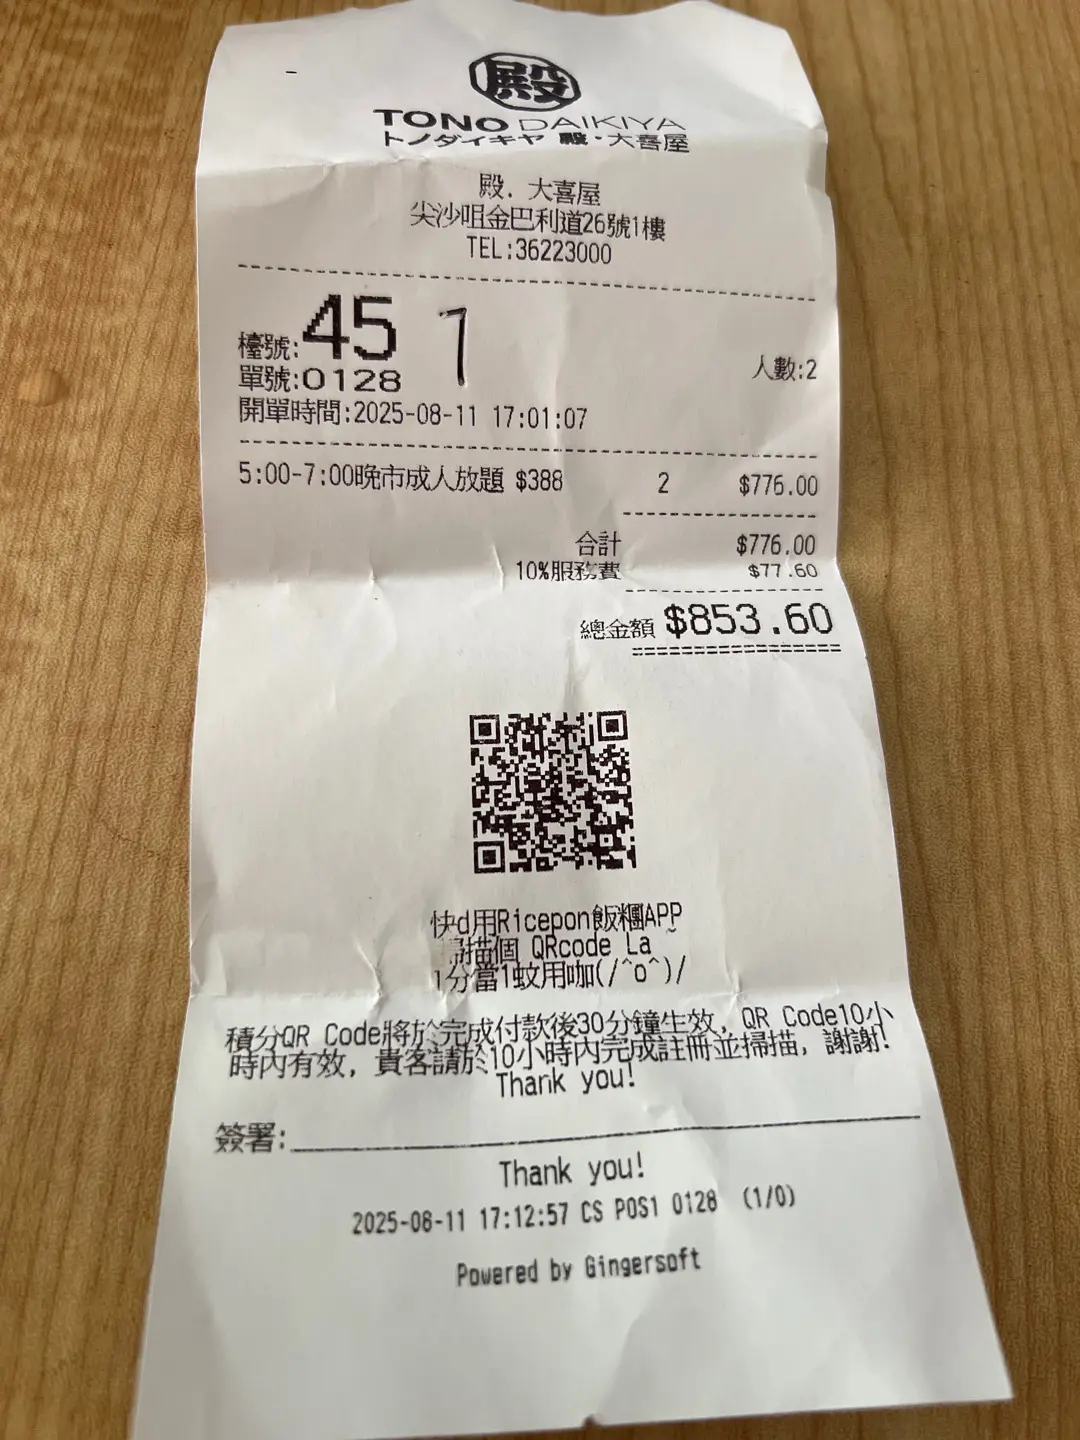 殿
TONO DAIKIYA
トノダイキヤ 殿・大喜屋
殿. 大喜屋
尖沙咀金巴利道26號1樓
TEL:36223000
檯號:45 7
人數:2
單號:0128
開單時間:2025-08-11 17:01:07
5:00-7:00晚市成人放題 $388 2 $776.00
合計 $776.00
10%服務費 $77.60
總金額 $853.60
快d用Ricepon飯糰APP
掃描個 QRcode La~
1分當1蚊用咖(/^o^)/
積分QR Code將於完成付款後30分鐘生效, QR Code10小
時內有效, 貴客請於10小時內完成註冊並掃描, 謝謝!
Thank you!
簽署:
Thank you!
2025-08-11 17:12:57 CS POS1 0128 (1/0)
Powered by Gingersoft